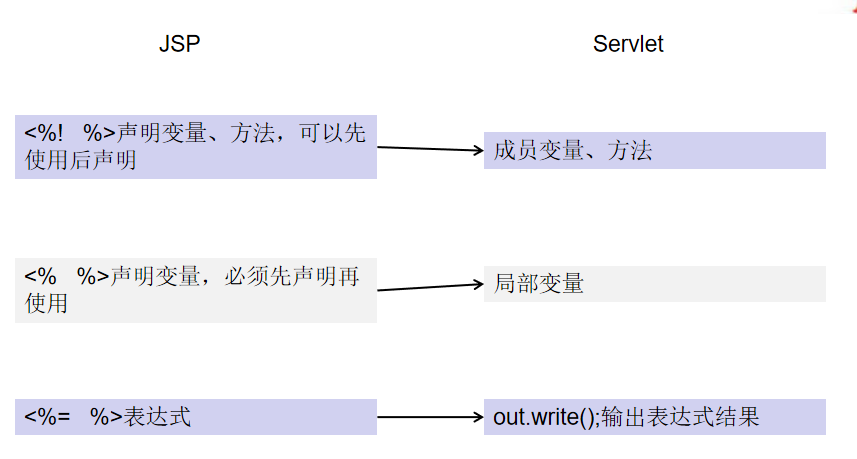 JSP
Servlet
<%!   %>声明变量、方法，可以先
使用后声明
成员变量、方法
<%   %>声明变量，必须先声明再
使用
局部变量
<%=   %>表达式
out.write();输出表达式结果